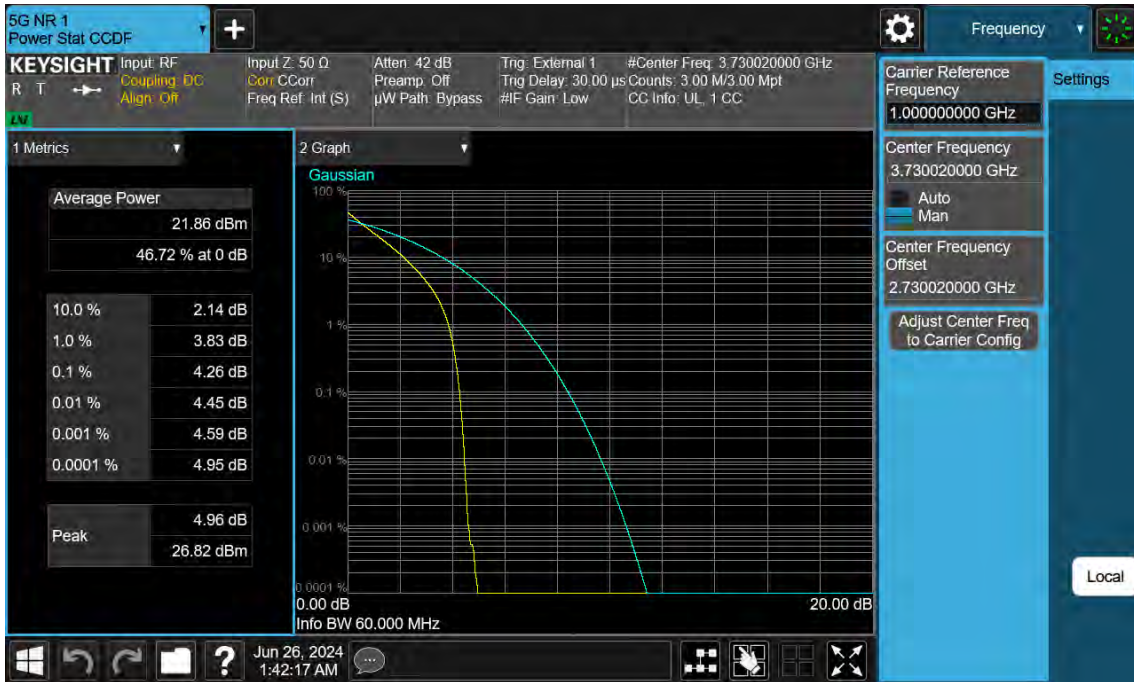 5G NR 1
Power Stat CCDF
Frequency
KEYSIGHT
R T
LNI
Input: RF
Coupling: DC
Align: Off
Input Z: 50 Ω
Corr CCorr
Freq Ref: Int (S)
Atten: 42 dB
Preamp: Off
µW Path: Bypass
Trig: External 1
Trig Delay: 30.00 µs
#IF Gain: Low
#Center Freq: 3.730020000 GHz
Counts: 3.00 M/3.00 Mpt
CC Info: UL, 1 CC
1 Metrics
Average Power
21.86 dBm
46.72 % at 0 dB
10.0 % 2.14 dB
1.0 % 3.83 dB
0.1 % 4.26 dB
0.01 % 4.45 dB
0.001 % 4.59 dB
0.0001 % 4.95 dB
Peak
4.96 dB
26.82 dBm
2 Graph
Gaussian
100 %
10 %
1 %
0.1 %
0.01 %
0.001 %
0.0001 %
0.00 dB 20.00 dB
Info BW 60.000 MHz
Carrier Reference
Frequency
1.000000000 GHz
Center Frequency
3.730020000 GHz
Auto
Man
Center Frequency
Offset
2.730020000 GHz
Adjust Center Freq
to Carrier Config
Settings
Local
?
Jun 26, 2024
1:42:17 AM